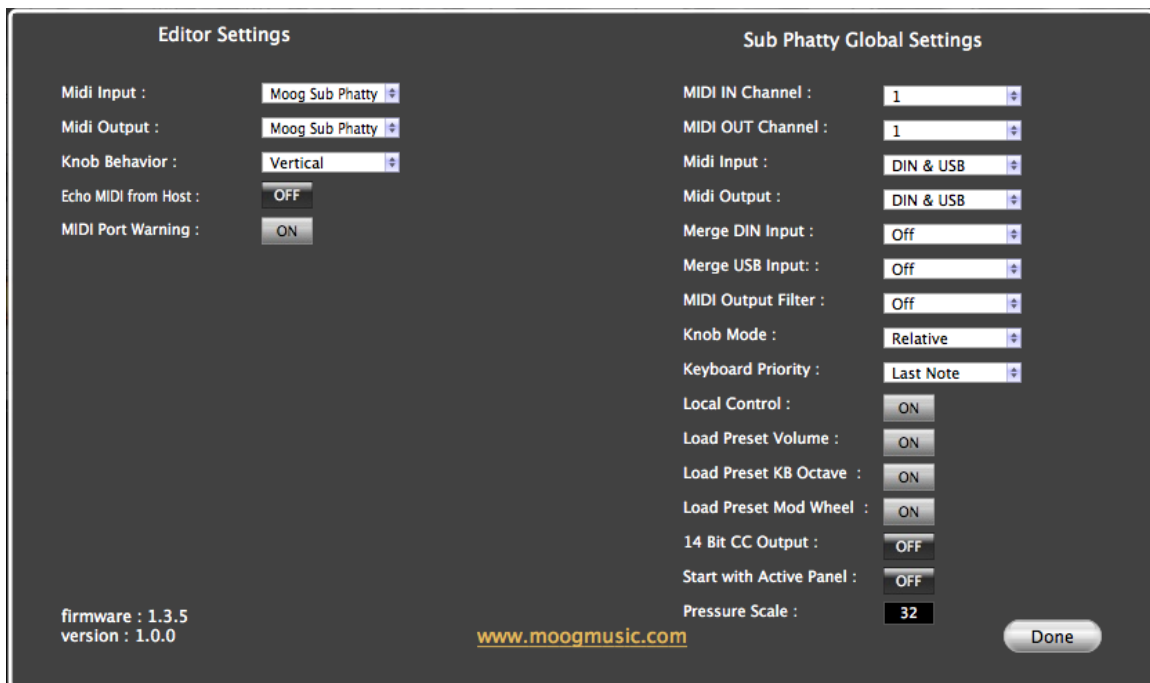 Editor Settings
Midi Input : Moog Sub Phatty
Midi Output : Moog Sub Phatty
Knob Behavior : Vertical
Echo MIDI from Host : OFF
MIDI Port Warning : ON
firmware : 1.3.5
version : 1.0.0
Sub Phatty Global Settings
MIDI IN Channel : 1
MIDI OUT Channel : 1
Midi Input : DIN & USB
Midi Output : DIN & USB
Merge DIN Input : Off
Merge USB Input: : Off
MIDI Output Filter : Off
Knob Mode : Relative
Keyboard Priority : Last Note
Local Control : ON
Load Preset Volume : ON
Load Preset KB Octave : ON
Load Preset Mod Wheel : ON
14 Bit CC Output : OFF
Start with Active Panel : OFF
Pressure Scale : 32
www.moogmusic.com
Done